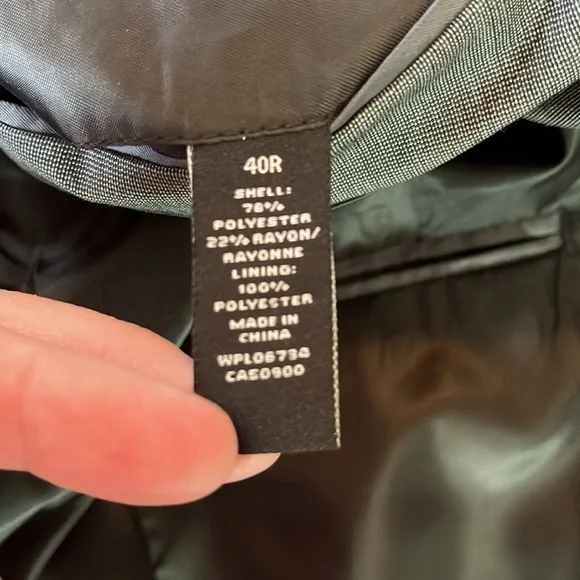 40R
SHELL:
78%
POLYESTER
22% RAYON/
RAYONNE
LINING:
100%
POLYESTER
MADE IN
CHINA
WPL06734
CA50900